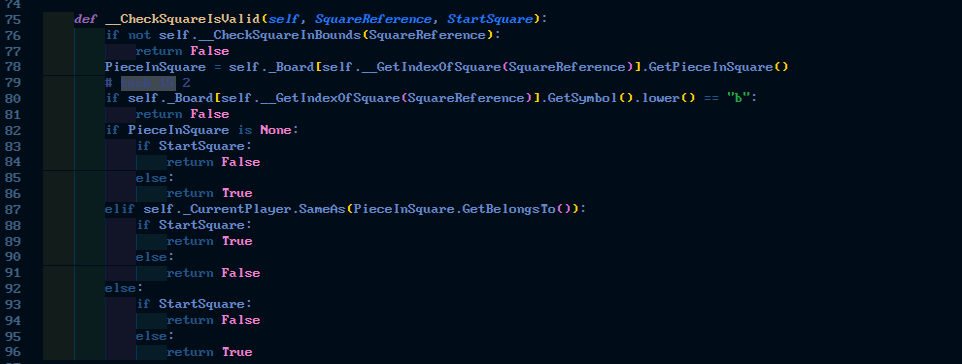 74
75 def __CheckSquareIsValid(self, SquareReference, StartSquare):
76 if not self.__CheckSquareInBounds(SquareReference):
77 return False
78 PieceInSquare = self._Board[self.__GetIndexOfSquare(SquareReference)].GetPieceInSquare()
79 # 2
80 if self._Board[self.__GetIndexOfSquare(SquareReference)].GetSymbol().lower() == "b":
81 return False
82 if PieceInSquare is None:
83 if StartSquare:
84 return False
85 else:
86 return True
87 elif self._CurrentPlayer.SameAs(PieceInSquare.GetBelongsTo()):
88 if StartSquare:
89 return True
90 else:
91 return False
92 else:
93 if StartSquare:
94 return False
95 else:
96 return True